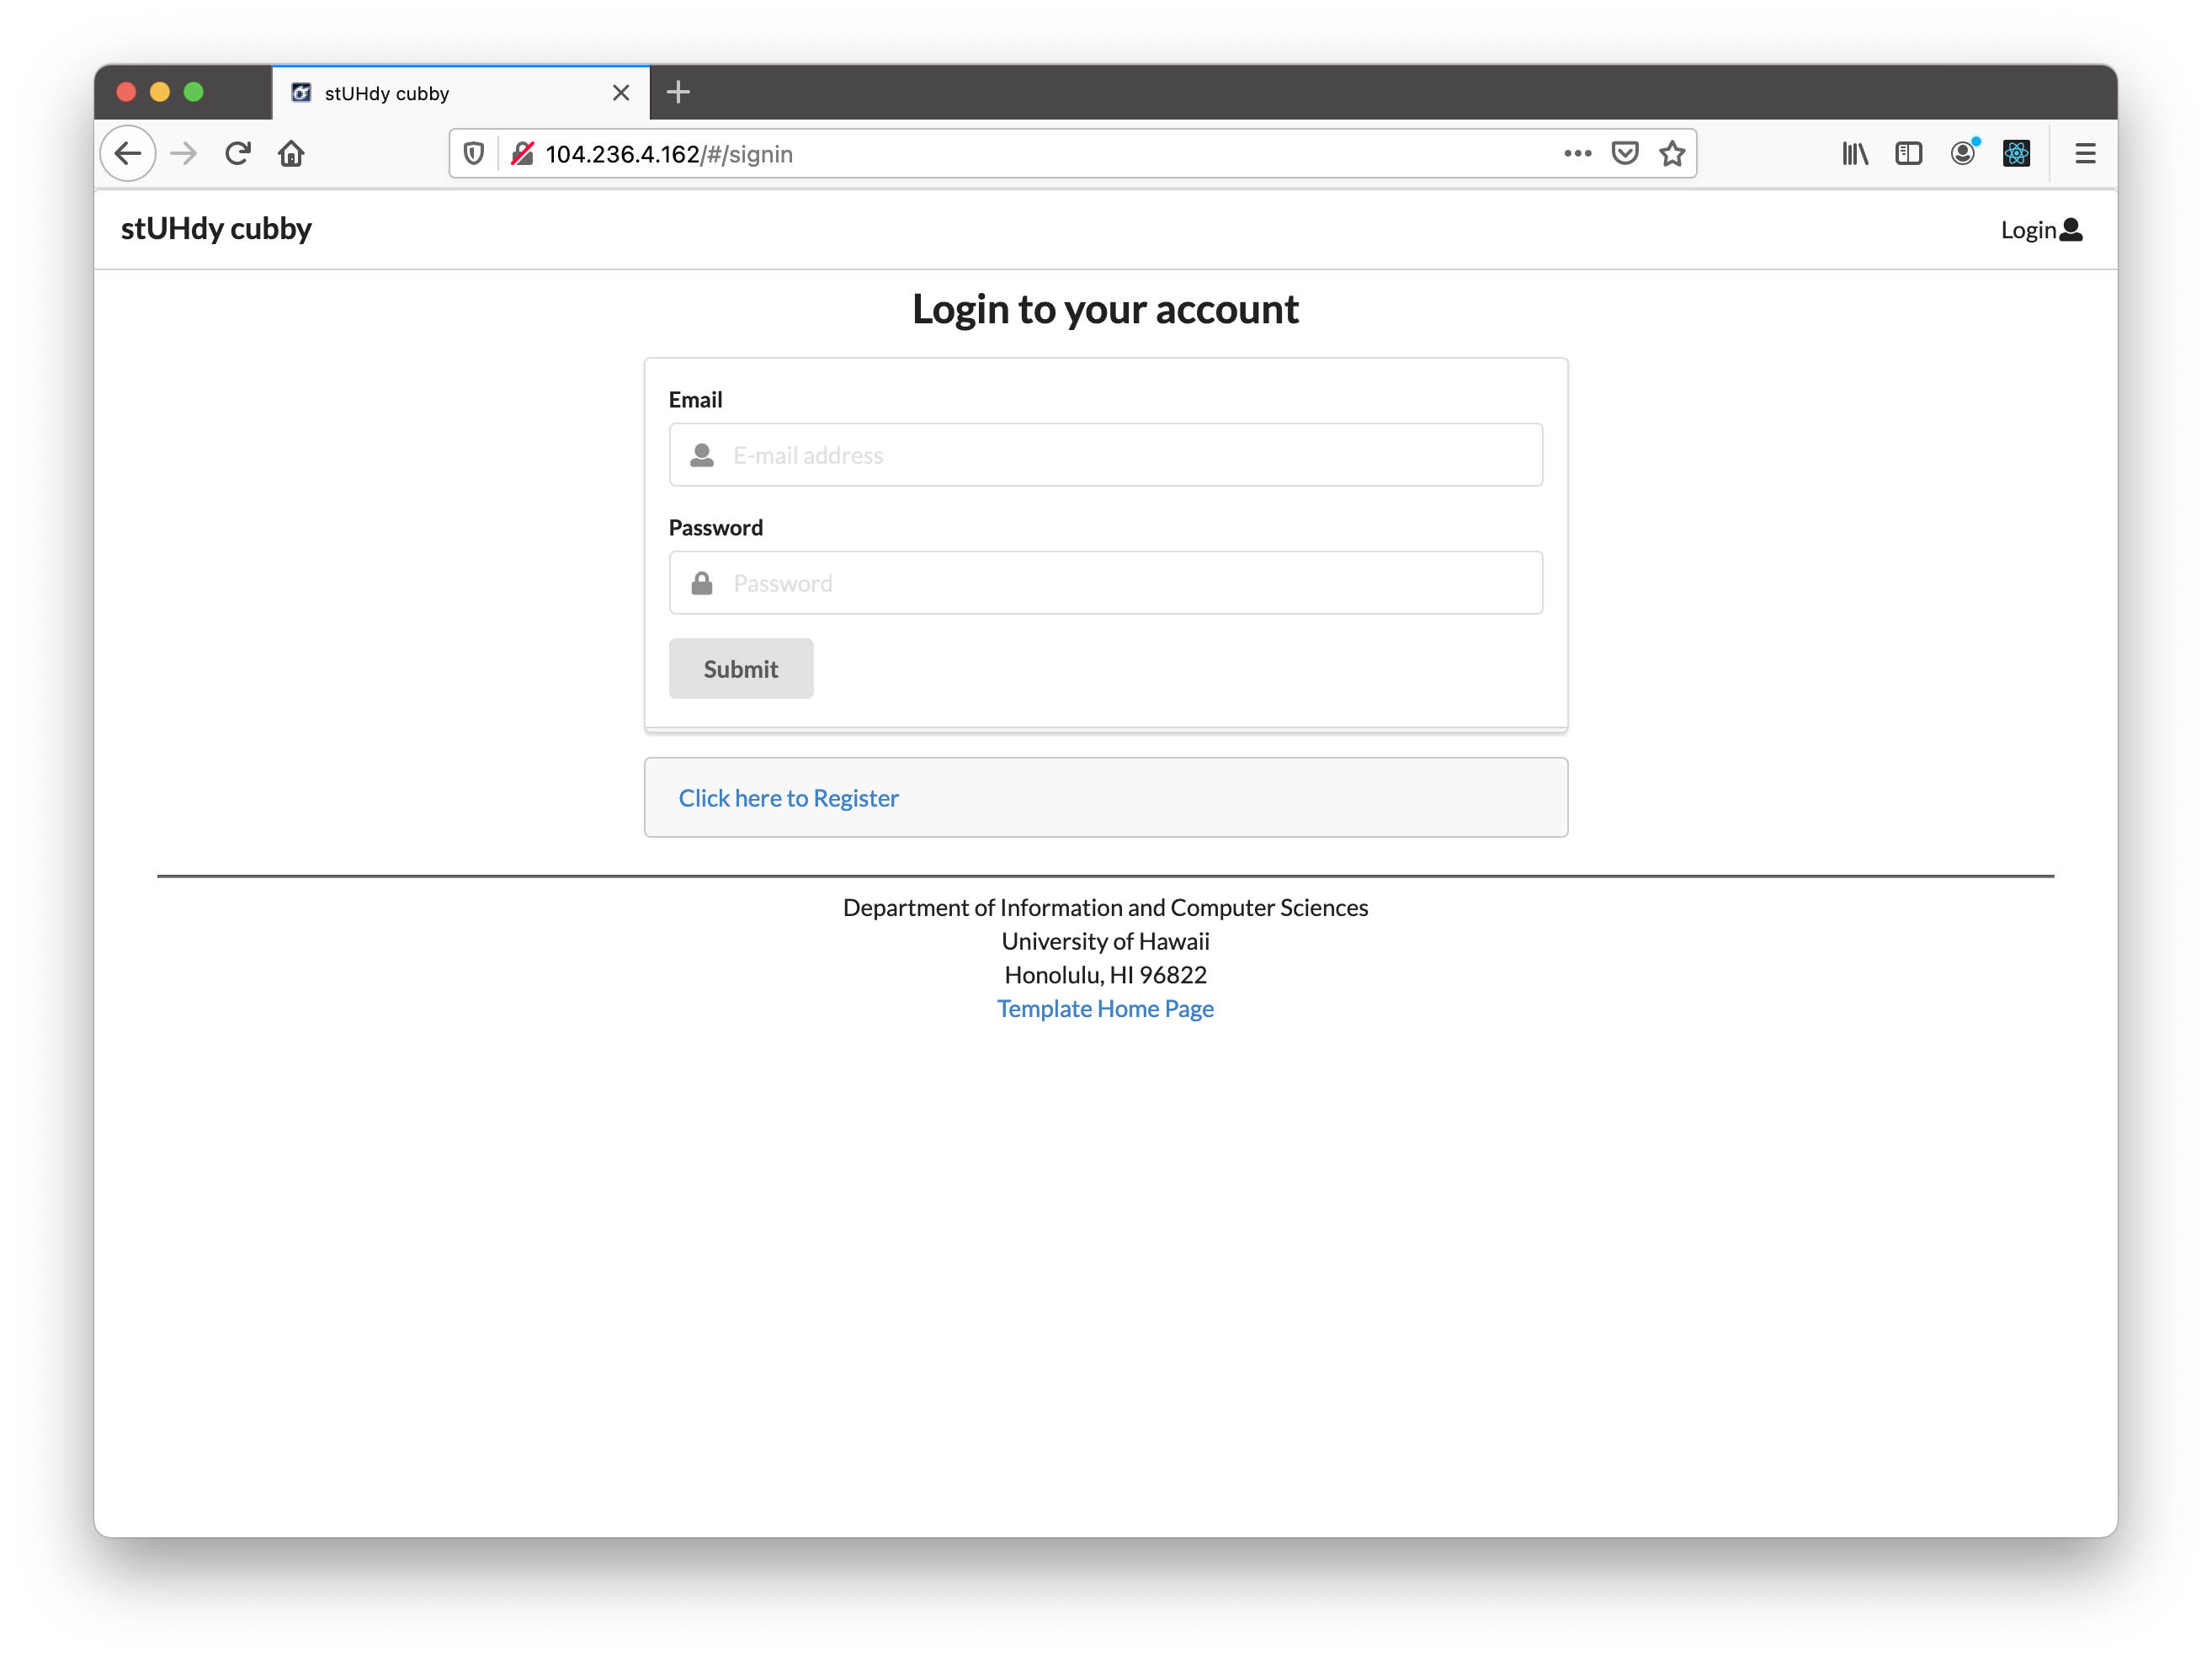 stUHdy cubby
104.236.4.162/#/signin
stUHdy cubby
Login
Login to your account
Email
E-mail address
Password
Password
Submit
Click here to Register
Department of Information and Computer Sciences
University of Hawaii
Honolulu, HI 96822
Template Home Page